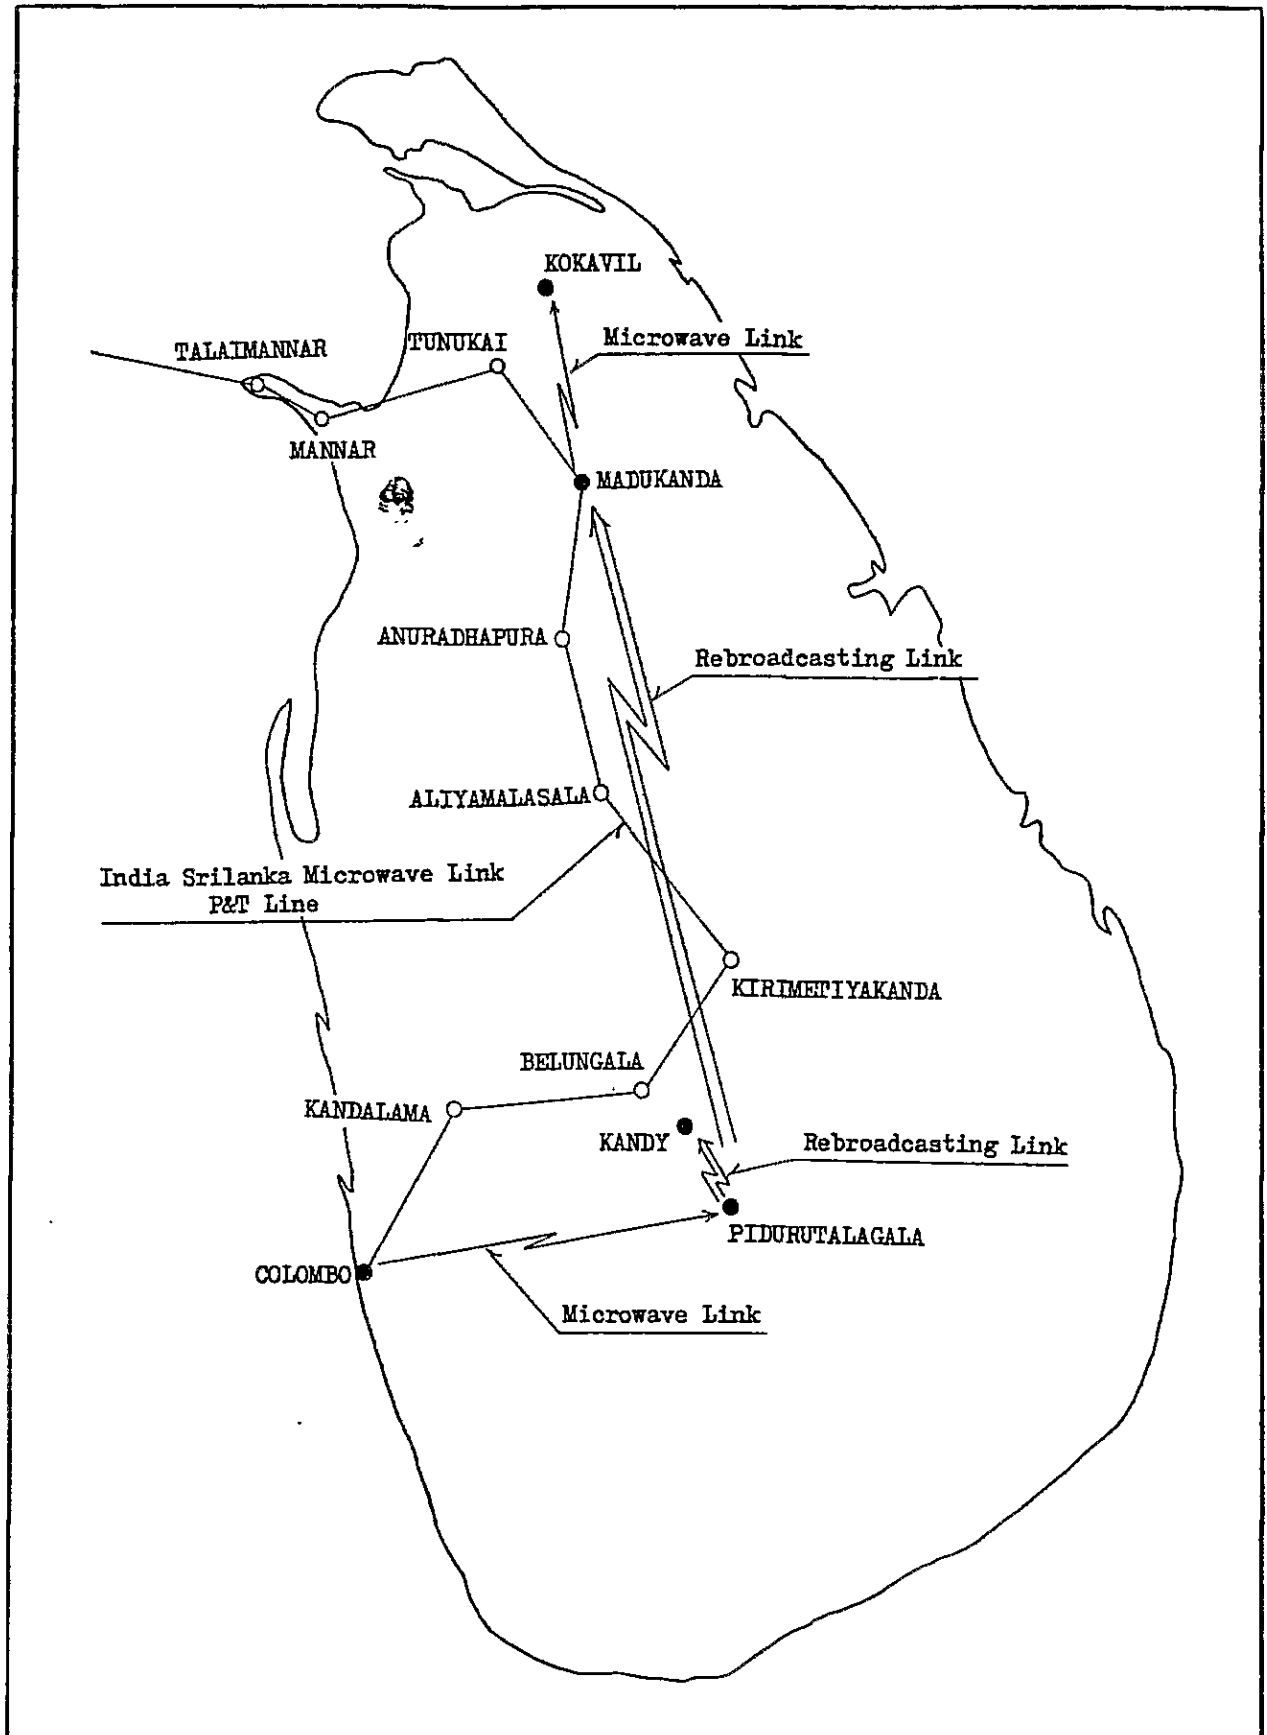 KOKAVIL
Microwave Link
TUNUKAI
TALAIMANNAR
MANNAR
MADUKANDA
ANURADHAPURA
Rebroadcasting Link
ALIYAMALASALA
India Srilanka Microwave Link
P&T Line
KIRIMETIYAKANDA
BELUNGALA
KANDALAMA
KANDY
Rebroadcasting Link
PIDURUTALAGALA
COLOMBO
Microwave Link